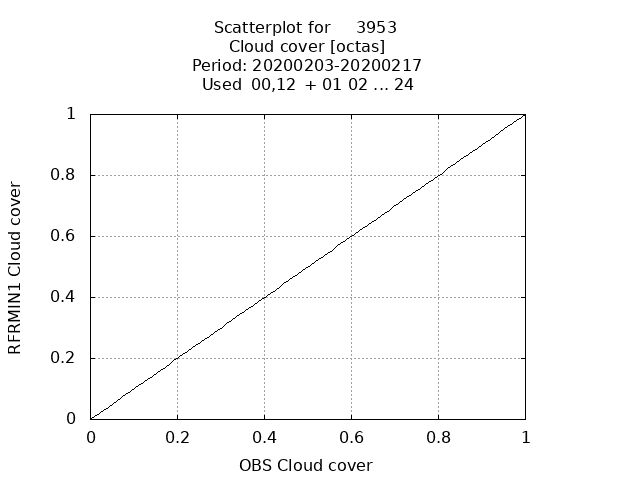 Scatterplot for 3953
Cloud cover [octas]
Period: 20200203-20200217
Used 00,12 + 01 02 ... 24
1
0.8
0.6
0.4
0.2
0
RFRMIN1 Cloud cover
0 0.2 0.4 0.6 0.8 1
OBS Cloud cover